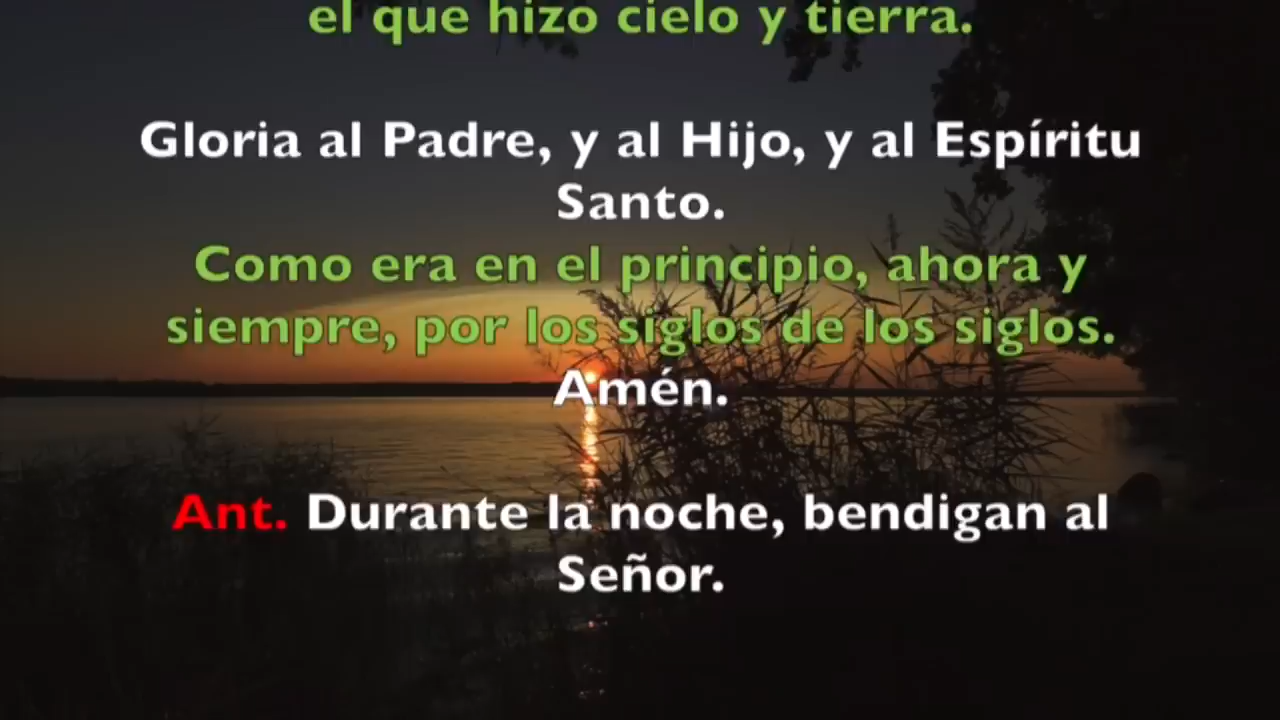 el que hizo cielo y tierra.
Gloria al Padre, y al Hijo, y al Espíritu
Santo.
Como era en el principio, ahora y
siempre, por los siglos de los siglos.
Amén.
Ant. Durante la noche, bendigan al
Señor.